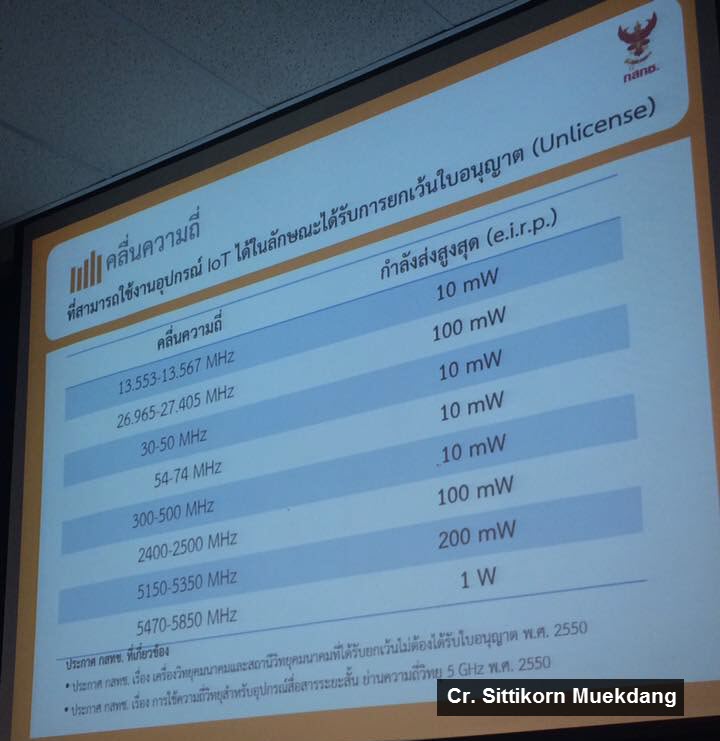 กสทช.
คลื่นความถี่
ที่สามารถใช้งานอุปกรณ์ IoT ได้ในลักษณะได้รับการยกเว้นใบอนุญาต (Unlicense)
คลื่นความถี่ กำลังส่งสูงสุด (e.i.r.p.)
13.553-13.567 MHz 10 mW
26.965-27.405 MHz 100 mW
30-50 MHz 10 mW
54-74 MHz 10 mW
300-500 MHz 10 mW
2400-2500 MHz 100 mW
5150-5350 MHz 200 mW
5470-5850 MHz 1 W
ประกาศ กสทช. ที่เกี่ยวข้อง
• ประกาศ กสทช. เรื่อง เครื่องวิทยุคมนาคมและสถานีวิทยุคมนาคมที่ได้รับยกเว้นไม่ต้องได้รับใบอนุญาต พ.ศ. 2550
• ประกาศ กสทช. เรื่อง การใช้ความถี่วิทยุสำหรับอุปกรณ์สื่อสารระยะสั้น ย่านความถี่วิทยุ 5 GHz พ.ศ. 2550
Cr. Sittikorn Muekdang